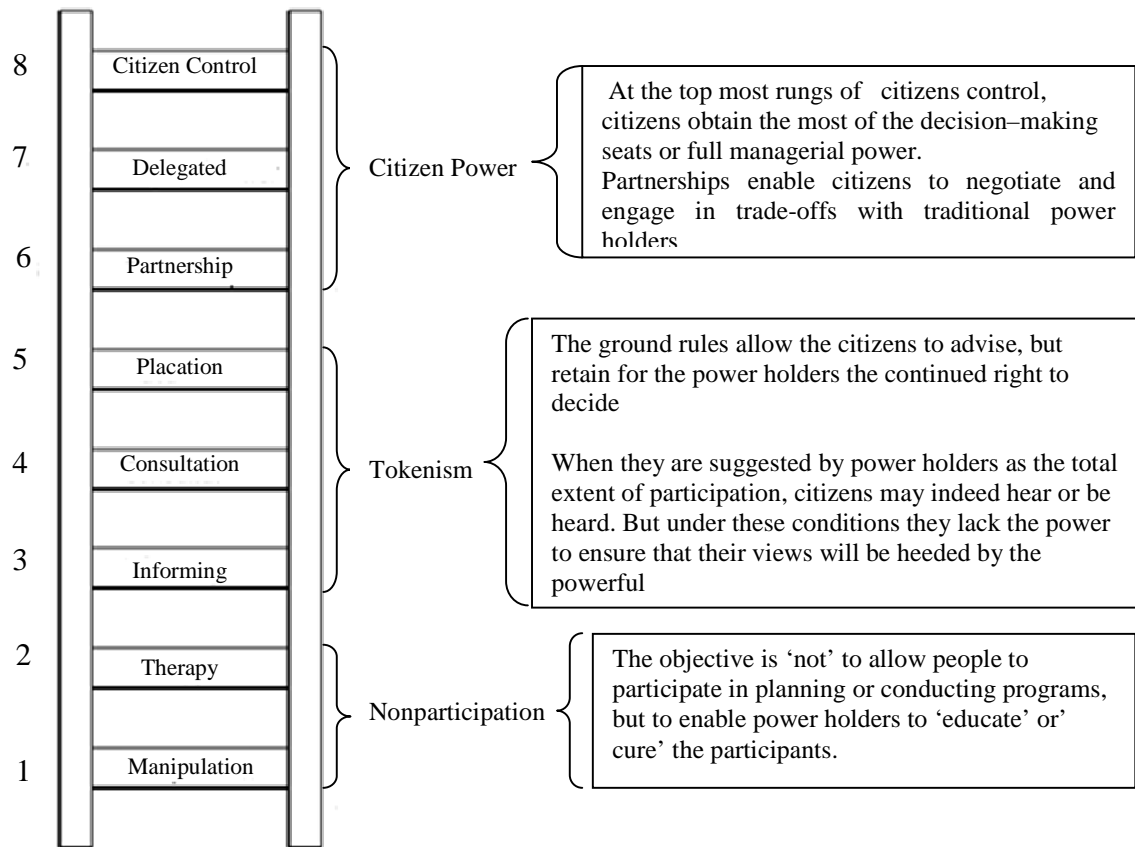 8
Citizen Control
7
Delegated
6
Partnership
Citizen Power
At the top most rungs of citizens control,
citizens obtain the most of the decision–making
seats or full managerial power.
Partnerships enable citizens to negotiate and
engage in trade-offs with traditional power
holders
5
Placation
4
Consultation
3
Informing
Tokenism
The ground rules allow the citizens to advise, but
retain for the power holders the continued right to
decide
When they are suggested by power holders as the total
extent of participation, citizens may indeed hear or be
heard. But under these conditions they lack the power
to ensure that their views will be heeded by the
powerful
2
Therapy
1
Manipulation
Nonparticipation
The objective is ‘not’ to allow people to
participate in planning or conducting programs,
but to enable power holders to ‘educate’ or’
cure’ the participants.